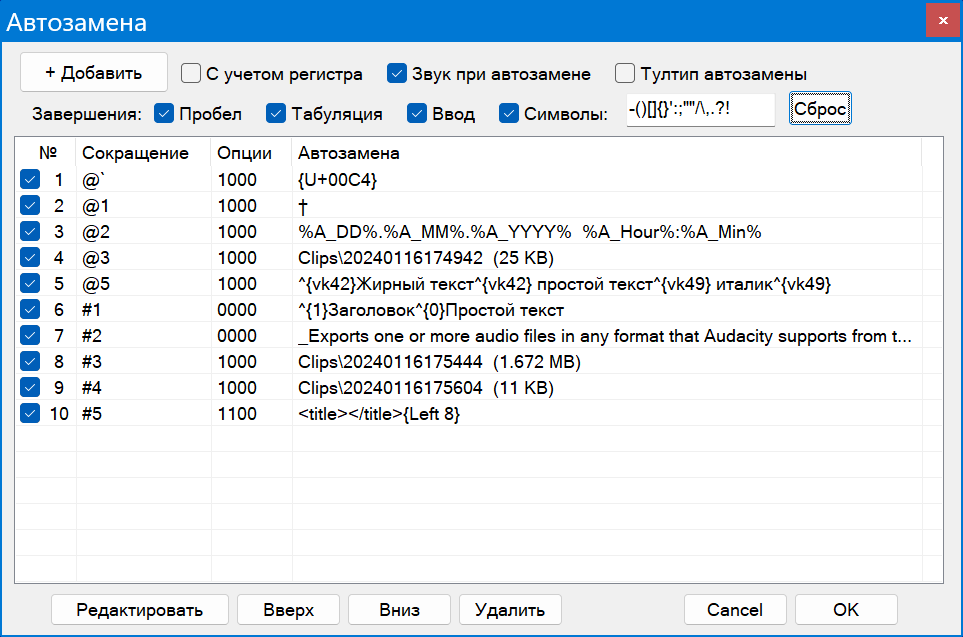 Автозамена
+ Добавить С учетом регистра Звук при автозамене Тултип автозамены
Завершения: Пробел Табуляция Ввод Символы: -()[]{}':;""/\,.?! Сброс
№ Сокращение Опции Автозамена
1 @` 1000 {U+00C4}
2 @1 1000 †
3 @2 1000 %A_DD%.%A_MM%.%A_YYYY%  %A_Hour%:%A_Min%
4 @3 1000 Clips\20240116174942  (25 KB)
5 @5 1000 ^{vk42}Жирный текст^{vk42} простой текст^{vk49} италик^{vk49}
6 #1 0000 ^{1}Заголовок^{0}Простой текст
7 #2 0000 _Exports one or more audio files in any format that Audacity supports from t...
8 #3 1000 Clips\20240116175444  (1.672 MB)
9 #4 1000 Clips\20240116175604  (11 KB)
10 #5 1100 <title></title>{Left 8}
Редактировать Вверх Вниз Удалить Cancel OK